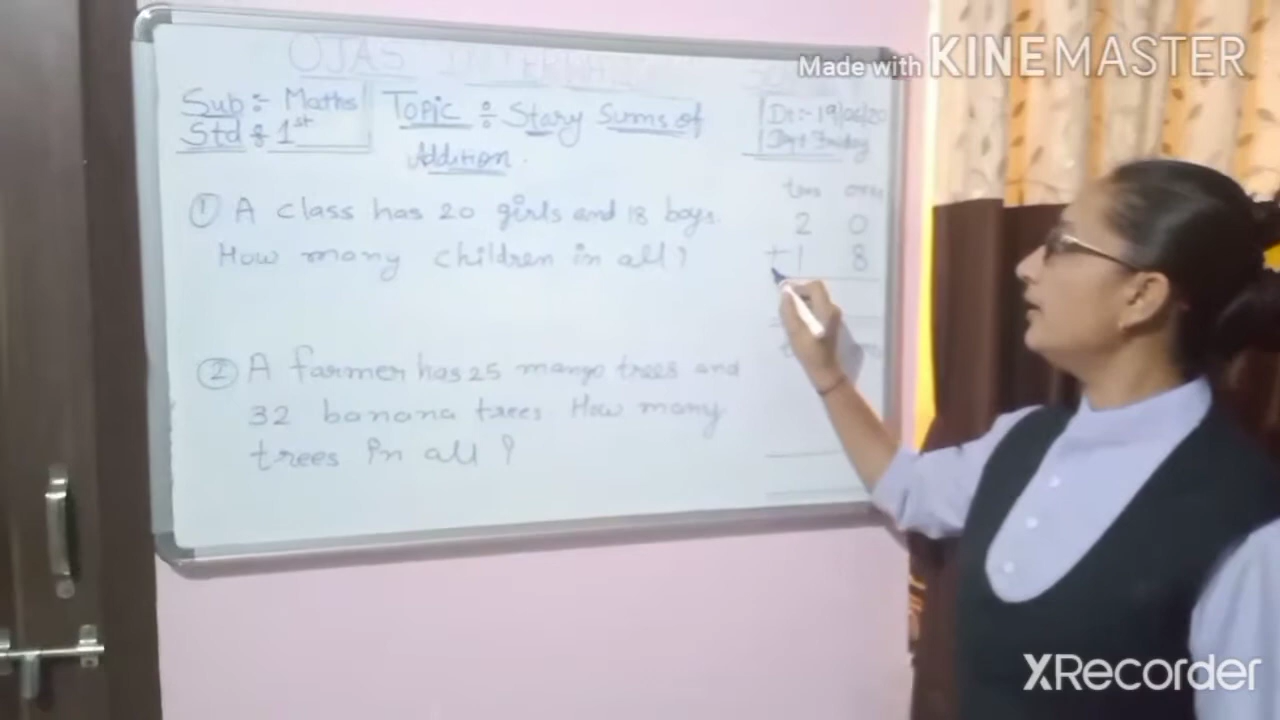 Made with KINEMASTER
OJAS
Sub :- Maths
Std : 1st
Topic ÷ Stary Sums of
Addition.
Dt :- 19/06/20
Day : Friday
① A class has 20 girls and 18 boys.
How many children in all?
tens ones
2 0
+ 1 8
② A farmer has 25 mango trees and
32 banana trees How many
trees in all?
XRecorder